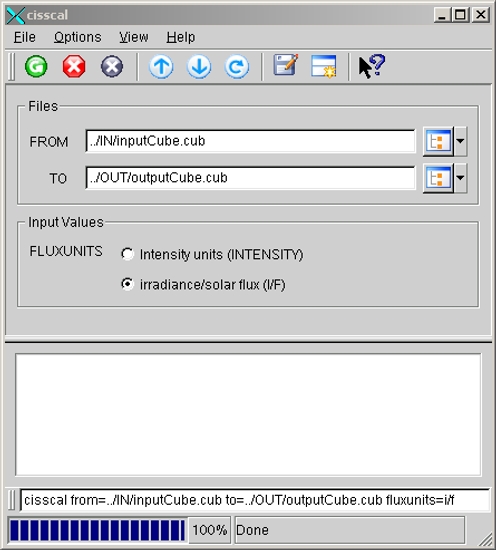 cisscal
File Options View Help
G
Files
FROM ../IN/inputCube.cub
TO ../OUT/outputCube.cub
Input Values
FLUXUNITS Intensity units (INTENSITY)
irradiance/solar flux (I/F)
cisscal from=../IN/inputCube.cub to=../OUT/outputCube.cub fluxunits=i/f
100% Done